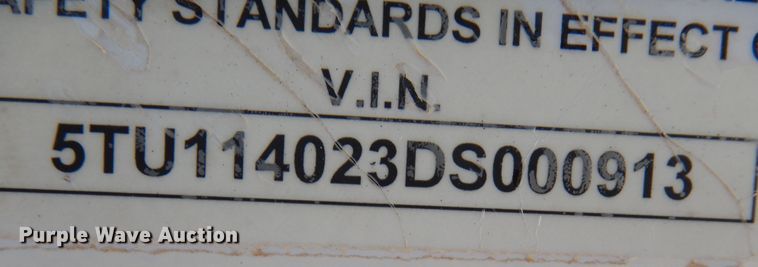 SAFETY STANDARDS IN EFFECT
V.I.N.
5TU114023DS000913
Purple Wave Auction